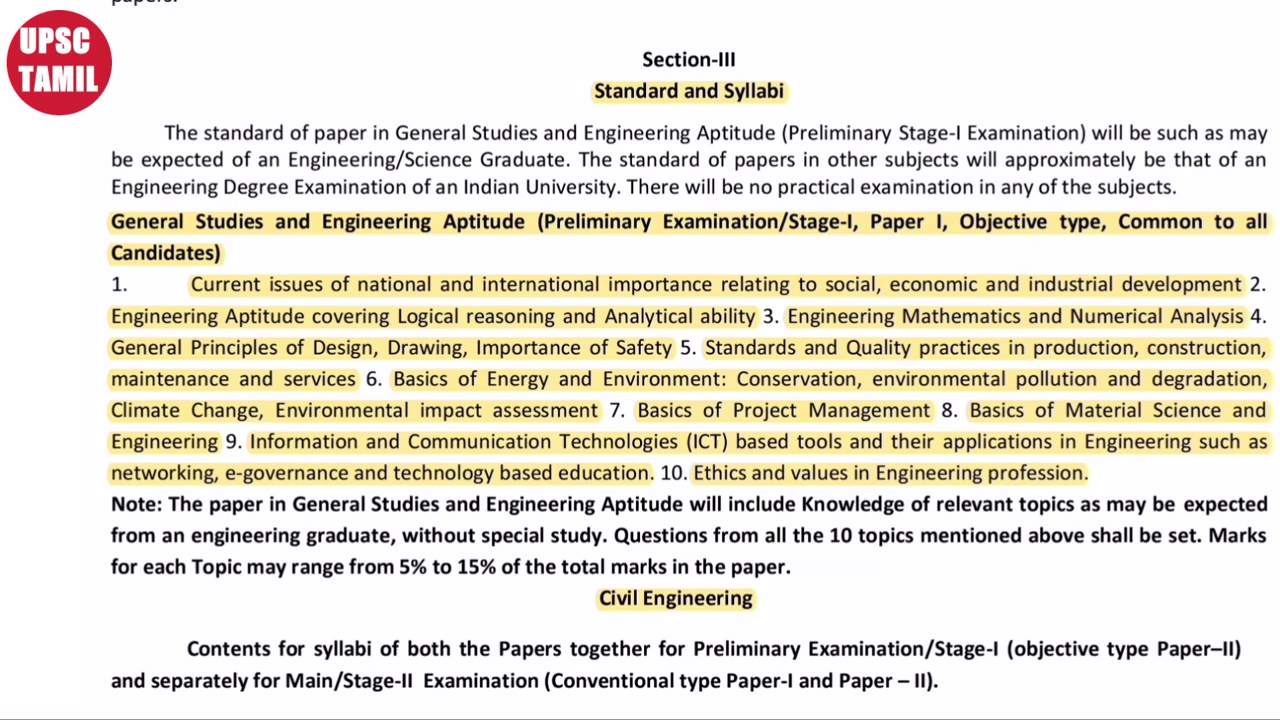 papers.
UPSC
TAMIL
Section-III
Standard and Syllabi
The standard of paper in General Studies and Engineering Aptitude (Preliminary Stage-I Examination) will be such as may
be expected of an Engineering/Science Graduate. The standard of papers in other subjects will approximately be that of an
Engineering Degree Examination of an Indian University. There will be no practical examination in any of the subjects.
General Studies and Engineering Aptitude (Preliminary Examination/Stage-I, Paper I, Objective type, Common to all
Candidates)
1. Current issues of national and international importance relating to social, economic and industrial development 2.
Engineering Aptitude covering Logical reasoning and Analytical ability 3. Engineering Mathematics and Numerical Analysis 4.
General Principles of Design, Drawing, Importance of Safety 5. Standards and Quality practices in production, construction,
maintenance and services 6. Basics of Energy and Environment: Conservation, environmental pollution and degradation,
Climate Change, Environmental impact assessment 7. Basics of Project Management 8. Basics of Material Science and
Engineering 9. Information and Communication Technologies (ICT) based tools and their applications in Engineering such as
networking, e-governance and technology based education. 10. Ethics and values in Engineering profession.
Note: The paper in General Studies and Engineering Aptitude will include Knowledge of relevant topics as may be expected
from an engineering graduate, without special study. Questions from all the 10 topics mentioned above shall be set. Marks
for each Topic may range from 5% to 15% of the total marks in the paper.
Civil Engineering
Contents for syllabi of both the Papers together for Preliminary Examination/Stage-I (objective type Paper–II)
and separately for Main/Stage-II Examination (Conventional type Paper-I and Paper – II).